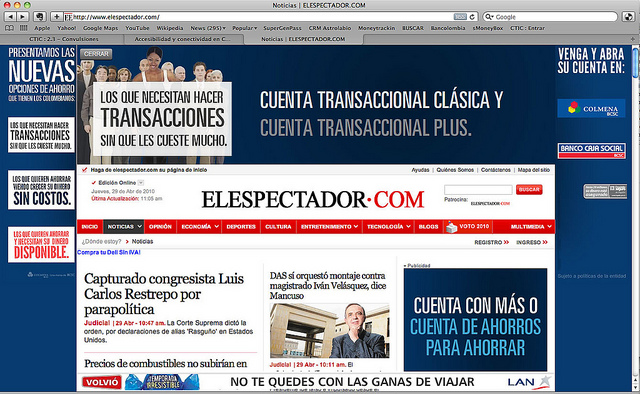 Noticias | ELESPECTADOR.COM
http://www.elespectador.com/
RSS
Google
Apple Yahoo! Google Maps YouTube Wikipedia News (295) Popular SuperGenPass CRM Astrolabio Moneytrackin BUSCAR Bancolombia sMoneyBox CTIC : Entrar
CTIC : 2.3 – Convulsiones
Accesibilidad y conectividad en C...
Noticias | ELESPECTADOR.COM
PRESENTAMOS LAS
NUEVAS
OPCIONES DE AHORRO
QUE TIENEN LOS COLOMBIANOS:
LOS QUE NECESITAN HACER
TRANSACCIONES
SIN QUE LES CUESTE MUCHO.
LOS QUE QUIEREN AHORRAR
VIENDO CRECER SU DINERO
SIN COSTOS.
LOS QUE QUIEREN AHORRAR
Y NECESITAN SU DINERO
DISPONIBLE.
CERRAR
LOS QUE NECESITAN HACER
TRANSACCIONES
SIN QUE LES CUESTE MUCHO.
CUENTA TRANSACCIONAL CLÁSICA Y
CUENTA TRANSACCIONAL PLUS.
VENGA Y ABRA
SU CUENTA EN:
COLMENA
BCSC
BANCO CAJA SOCIAL
BCSC
Sujeto a políticas de la entidad
Haga de elespectador.com su página de inicio
Ayudas | Quiénes Somos | Contáctenos | Mapa del sitio
Edición Online
Jueves, 29 de Abr de 2010
Última Actualización: 11:05 am
ELESPECTADOR.COM
BUSCAR
Patrocina: ELESPECTADOR.COM
INICIO NOTICIAS OPINIÓN ECONOMÍA DEPORTES CULTURA ENTRETENIMIENTO TECNOLOGÍA BLOGS VOTO 2010 MULTIMEDIA
¿Dónde estoy? > Noticias
REGISTRO >> INGRESO >>
Compra tu Dell Sin IVA!
Capturado congresista Luis
Carlos Restrepo por
parapolítica
Judicial | 29 Abr - 10:47 am. La Corte Suprema dictó la
orden, por declaraciones de alias 'Rasguño' en Estados
Unidos.
Precios de combustibles no subirían en
DAS sí orquestó montaje contra
magistrado Iván Velásquez, dice
Mancuso
Judicial | 29 Abr - 10:11 am. El
Publicidad
CUENTA CON MÁS O
CUENTA DE AHORROS
PARA AHORRAR
VOLVIÓ
TEMPORADA
IRRESISTIBLE
NO TE QUEDES CON LAS GANAS DE VIAJAR
LAN